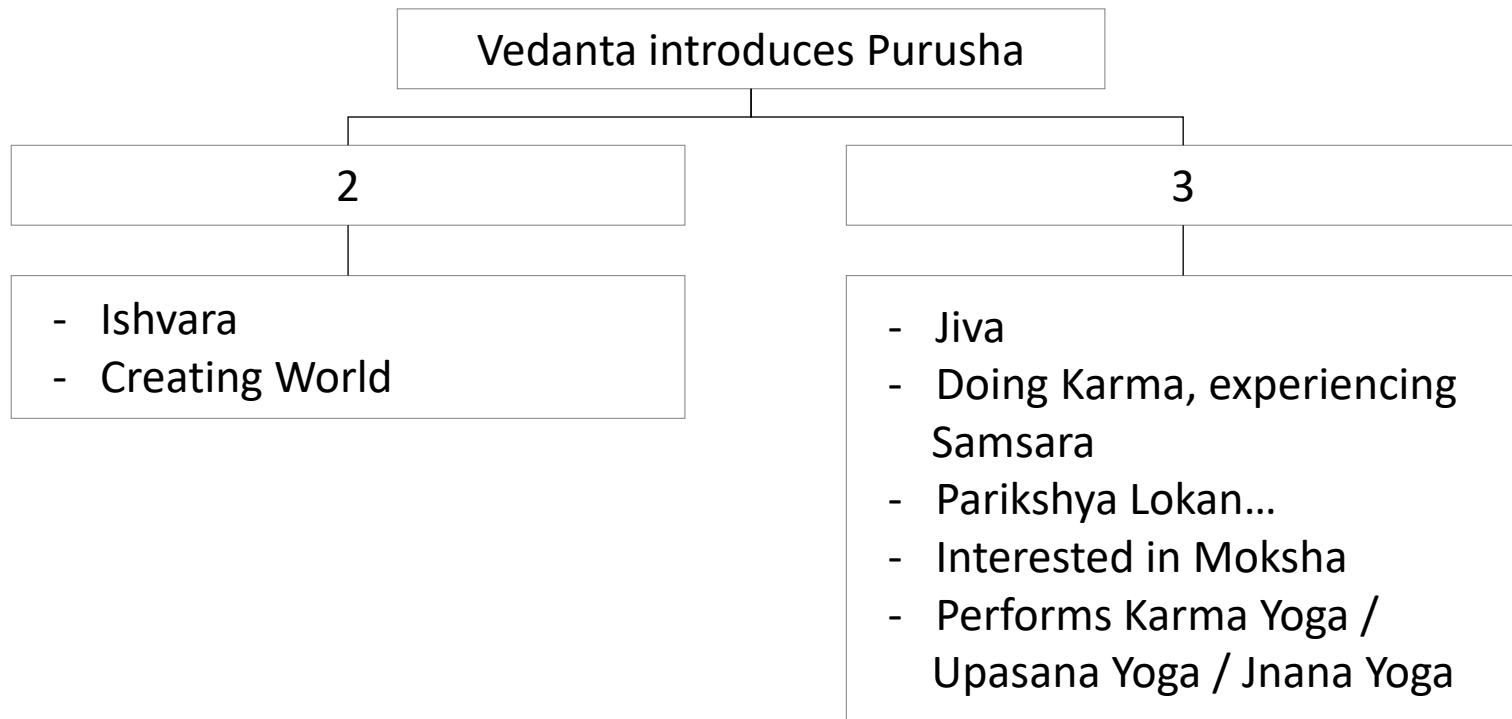 Vedanta introduces Purusha
2
3
- Ishvara
- Creating World
- Jiva
- Doing Karma, experiencing
Samsara
- Parikshya Lokan…
- Interested in Moksha
- Performs Karma Yoga /
Upasana Yoga / Jnana Yoga